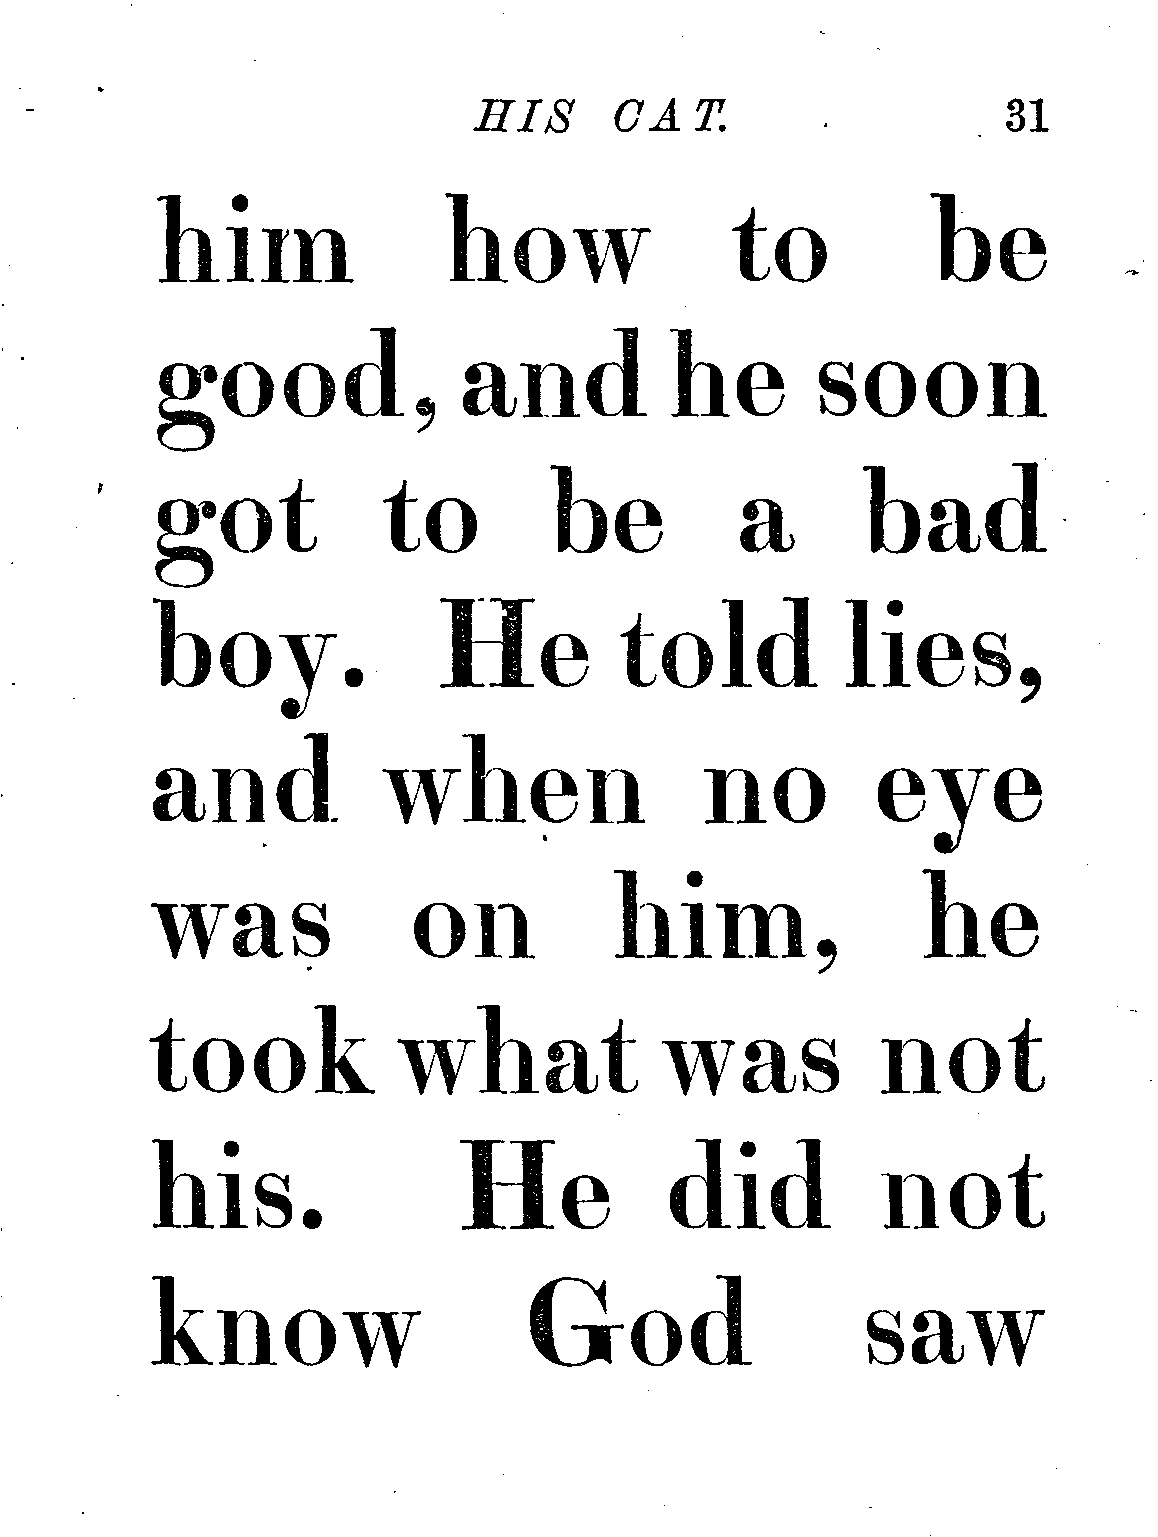 HIS CAT. 31
him how to be
good, and he soon
got to be a bad
boy. He told lies,
and when no eye
was on him, he
took what was not
his. He did not
know God saw